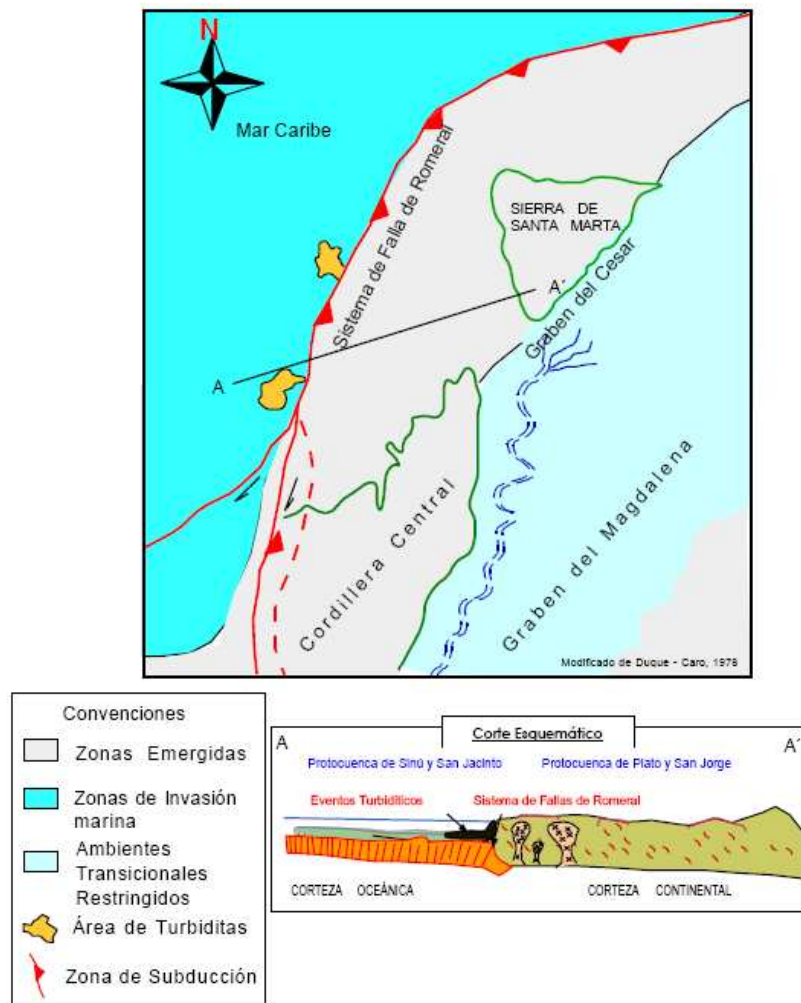 N
Mar Caribe
Sistema de Falla de Romeral
SIERRA DE
SANTA MARTA
A
A´
Graben del Cesar
Cordillera Central
Graben del Magdalena
Modificado de Duque - Caro, 1978
Convenciones
Zonas Emergidas
Zonas de Invasión
marina
Ambientes
Transicionales
Restringidos
Área de Turbiditas
Zona de Subducción
A
Corte Esquemático
A´
Protocuenca de Sinú y San Jacinto
Protocuenca de Plato y San Jorge
Eventos Turbidíticos
Sistema de Fallas de Romeral
CORTEZA OCEÁNICA
CORTEZA CONTINENTAL